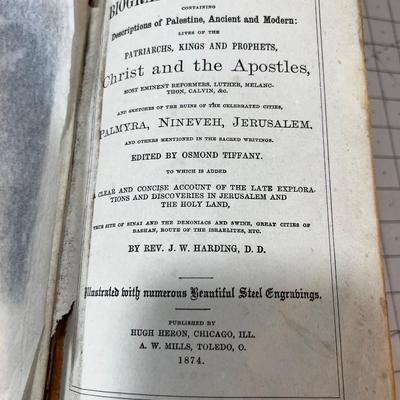 CONTAINING
Descriptions of Palestine, Ancient and Modern:
LIVES OF THE
PATRIARCHS, KINGS AND PROPHETS,
Christ and the Apostles,
MOST EMINENT REFORMERS, LUTHER, MELANC-
THON, CALVIN, &c.
AND SKETCHES OF THE RUINS OF THE CELEBRATED CITIES,
PALMYRA, NINEVEH, JERUSALEM,
AND OTHERS MENTIONED IN THE SACRED WRITINGS.
EDITED BY OSMOND TIFFANY.
TO WHICH IS ADDED
A CLEAR AND CONCISE ACCOUNT OF THE LATE EXPLORA-
TIONS AND DISCOVERIES IN JERUSALEM AND
THE HOLY LAND,
TRUE SITE OF SINAI AND THE DEMONIACS AND SWINE, GREAT CITIES OF
BASHAN, ROUTE OF THE ISRAELITES, ETC.
BY REV. J. W. HARDING, D. D.
Illustrated with numerous Beautiful Steel Engravings.
PUBLISHED BY
HUGH HERON, CHICAGO, ILL.
A. W. MILLS, TOLEDO, O.
1874.